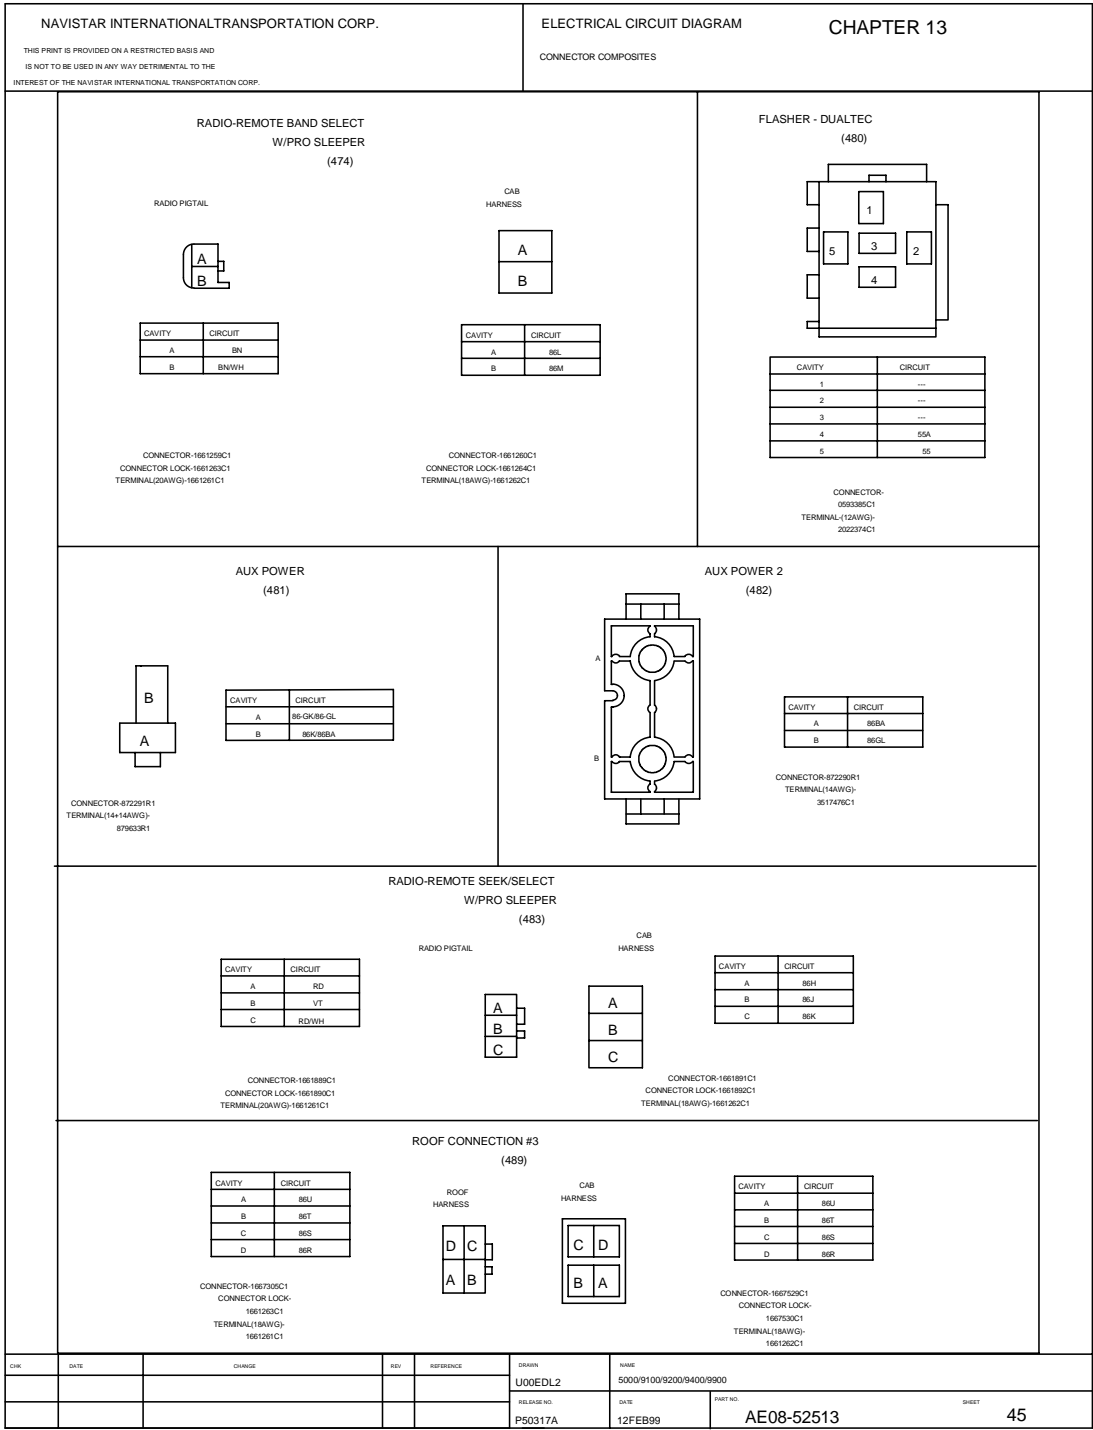 NAVISTAR INTERNATIONALTRANSPORTATION CORP.
THIS PRINT IS PROVIDED ON A RESTRICTED BASIS AND
IS NOT TO BE USED IN ANY WAY DETRIMENTAL TO THE
INTEREST OF THE NAVISTAR INTERNATIONAL TRANSPORTATION CORP.
ELECTRICAL CIRCUIT DIAGRAM
CHAPTER 13
CONNECTOR COMPOSITES
RADIO-REMOTE BAND SELECT
W/PRO SLEEPER
(474)
RADIO PIGTAIL
A
B
CAVITY CIRCUIT
A BN
B BN/WH
CONNECTOR-1661259C1
CONNECTOR LOCK-1661263C1
TERMINAL(20AWG)-1661261C1
CAB
HARNESS
A
B
CAVITY CIRCUIT
A 86L
B 86M
CONNECTOR-1661260C1
CONNECTOR LOCK-1661264C1
TERMINAL(18AWG)-1661262C1
FLASHER - DUALTEC
(480)
1
5 3 2
4
CAVITY CIRCUIT
1 ---
2 ---
3 ---
4 55A
5 55
CONNECTOR-
0593385C1
TERMINAL-(12AWG)-
2022374C1
AUX POWER
(481)
B
A
CAVITY CIRCUIT
A 86-GK/86-GL
B 86K/86BA
CONNECTOR-872291R1
TERMINAL(14+14AWG)-
879633R1
AUX POWER 2
(482)
A
B
CAVITY CIRCUIT
A 86BA
B 86GL
CONNECTOR-872290R1
TERMINAL(14AWG)-
3517476C1
RADIO-REMOTE SEEK/SELECT
W/PRO SLEEPER
(483)
CAVITY CIRCUIT
A RD
B VT
C RD/WH
CONNECTOR-1661889C1
CONNECTOR LOCK-1661890C1
TERMINAL(20AWG)-1661261C1
RADIO PIGTAIL
A
B
C
CAB
HARNESS
A
B
C
CAVITY CIRCUIT
A 86H
B 86J
C 86K
CONNECTOR-1661891C1
CONNECTOR LOCK-1661892C1
TERMINAL(18AWG)-1661262C1
ROOF CONNECTION #3
(489)
CAVITY CIRCUIT
A 86U
B 86T
C 86S
D 86R
CONNECTOR-1667305C1
CONNECTOR LOCK-
1661263C1
TERMINAL(18AWG)-
1661261C1
ROOF
HARNESS
D C
A B
CAB
HARNESS
C D
B A
CAVITY CIRCUIT
A 86U
B 86T
C 86S
D 86R
CONNECTOR-1667529C1
CONNECTOR LOCK-
1667530C1
TERMINAL(18AWG)-
1661262C1
CHK DATE CHANGE REV REFERENCE
DRAWN
U00EDL2
NAME
5000/9100/9200/9400/9900
RELEASE NO.
P50317A
DATE
12FEB99
PART NO.
AE08-52513
SHEET
45